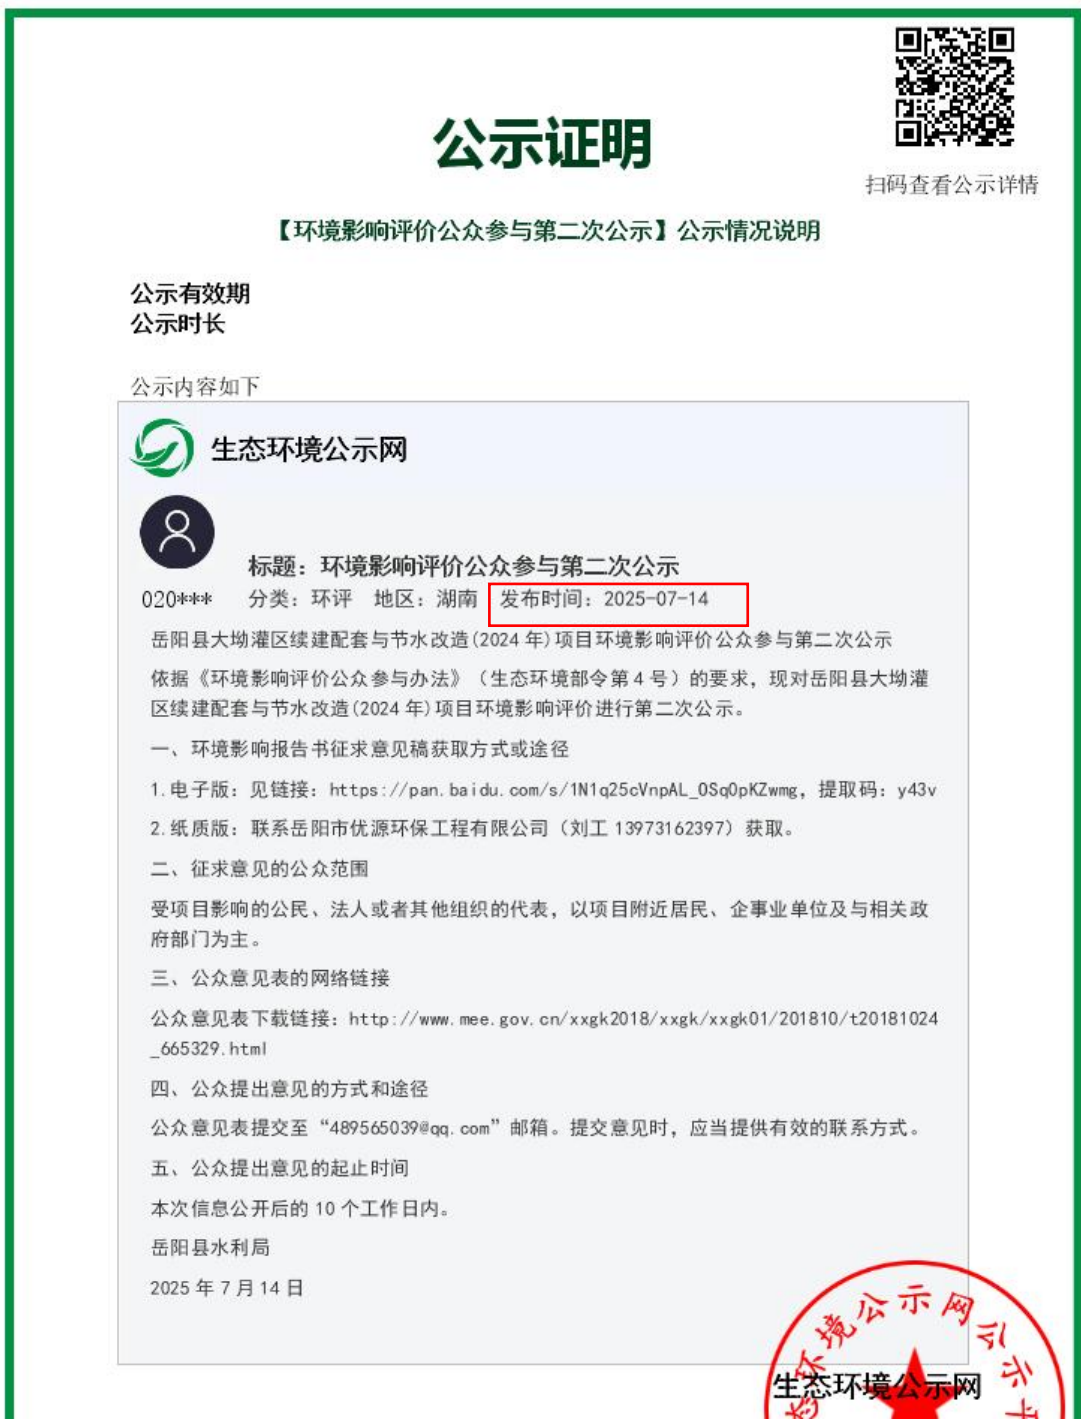 扫码查看公示详情
公示证明
【环境影响评价公众参与第二次公示】公示情况说明
公示有效期
公示时长
公示内容如下
生态环境公示网
标题：环境影响评价公众参与第二次公示
020*** 分类：环评 地区：湖南 发布时间：2025-07-14
岳阳县大坳灌区续建配套与节水改造(2024 年)项目环境影响评价公众参与第二次公示
依据《环境影响评价公众参与办法》（生态环境部令第 4 号）的要求，现对岳阳县大坳灌
区续建配套与节水改造(2024 年)项目环境影响评价进行第二次公示。
一、环境影响报告书征求意见稿获取方式或途径
1.电子版：见链接：https://pan.baidu.com/s/1N1q25cVnpAL_0Sq0pKZwmg，提取码：y43v
2.纸质版：联系岳阳市优源环保工程有限公司（刘工 13973162397）获取。
二、征求意见的公众范围
受项目影响的公民、法人或者其他组织的代表，以项目附近居民、企事业单位及与相关政
府部门为主。
三、公众意见表的网络链接
公众意见表下载链接：http://www.mee.gov.cn/xxgk2018/xxgk/xxgk01/201810/t20181024
_665329.html
四、公众提出意见的方式和途径
公众意见表提交至“489565039@qq.com”邮箱。提交意见时，应当提供有效的联系方式。
五、公众提出意见的起止时间
本次信息公开后的 10 个工作日内。
岳阳县水利局
2025 年 7 月 14 日
态环境公示网公示平
生态环境公示网